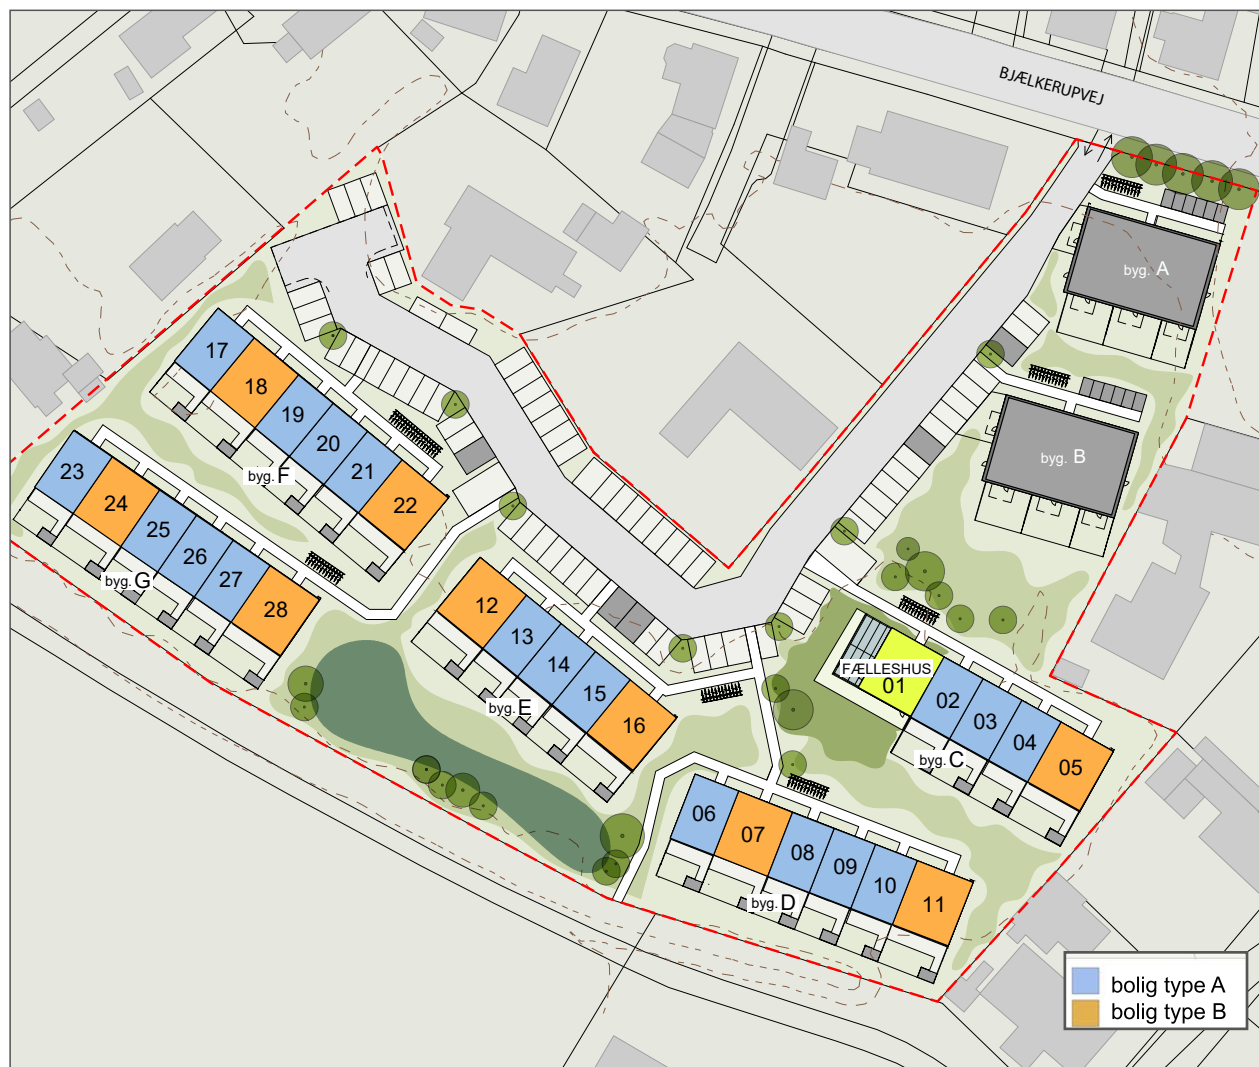 BJÆLKERUPVEJ
byg. A
byg. B
17
18
19
20
21
22
byg. F
23
24
25
26
27
28
byg. G
12
13
14
15
16
byg. E
FÆLLESHUS
01
02
03
04
05
byg. C
06
07
08
09
10
11
byg. D
bolig type A
bolig type B